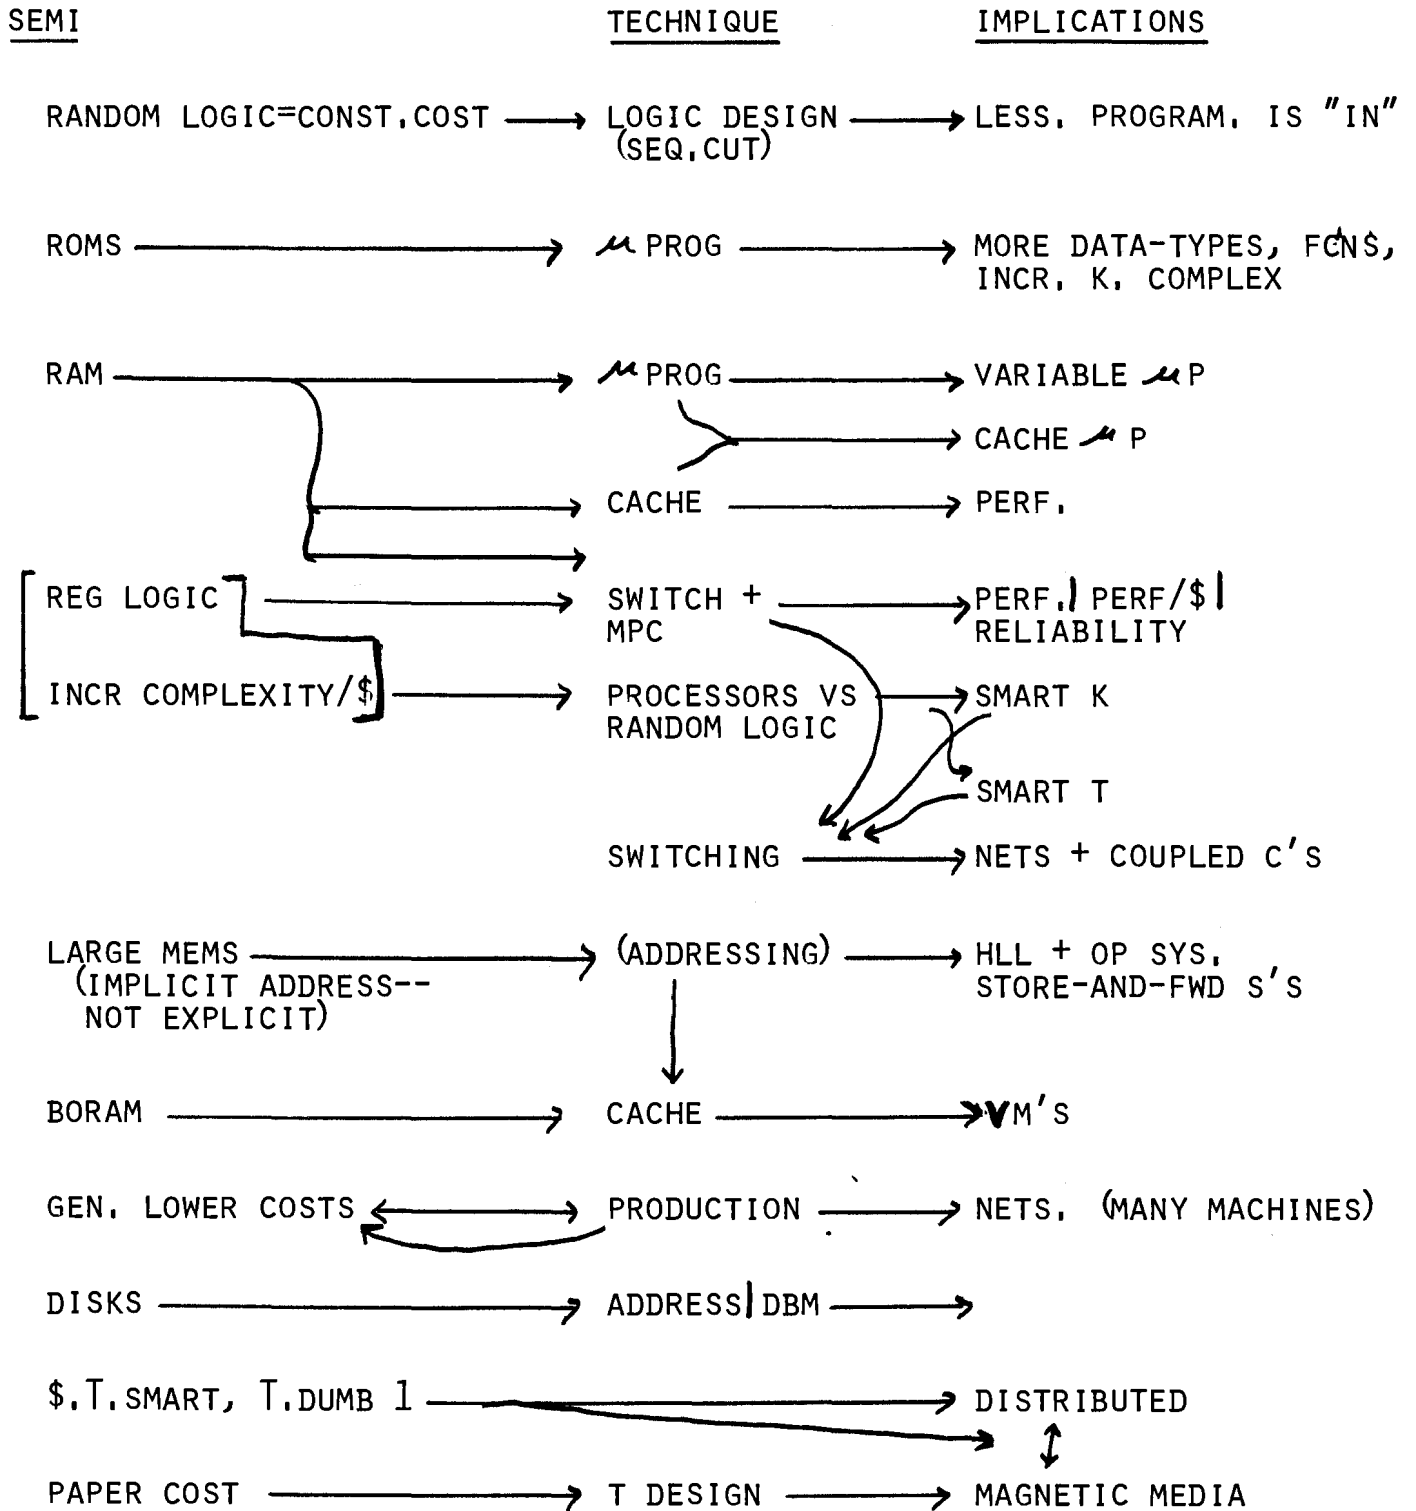 SEMI TECHNIQUE IMPLICATIONS
RANDOM LOGIC=CONST.COST LOGIC DESIGN LESS. PROGRAM. IS "IN"
(SEQ.CUT)
ROMS μ PROG MORE DATA-TYPES, FCNS,
INCR. K. COMPLEX
RAM μ PROG VARIABLE μ P
CACHE μ P
CACHE PERF.
REG LOGIC SWITCH + PERF.| PERF/$|
MPC RELIABILITY
INCR COMPLEXITY/$ PROCESSORS VS SMART K
RANDOM LOGIC
SMART T
SWITCHING NETS + COUPLED C'S
LARGE MEMS (ADDRESSING) HLL + OP SYS.
(IMPLICIT ADDRESS-- STORE-AND-FWD S'S
NOT EXPLICIT)
BORAM CACHE VM'S
GEN. LOWER COSTS PRODUCTION NETS. (MANY MACHINES)
DISKS ADDRESS| DBM
$.T.SMART, T.DUMB 1 DISTRIBUTED
PAPER COST T DESIGN MAGNETIC MEDIA